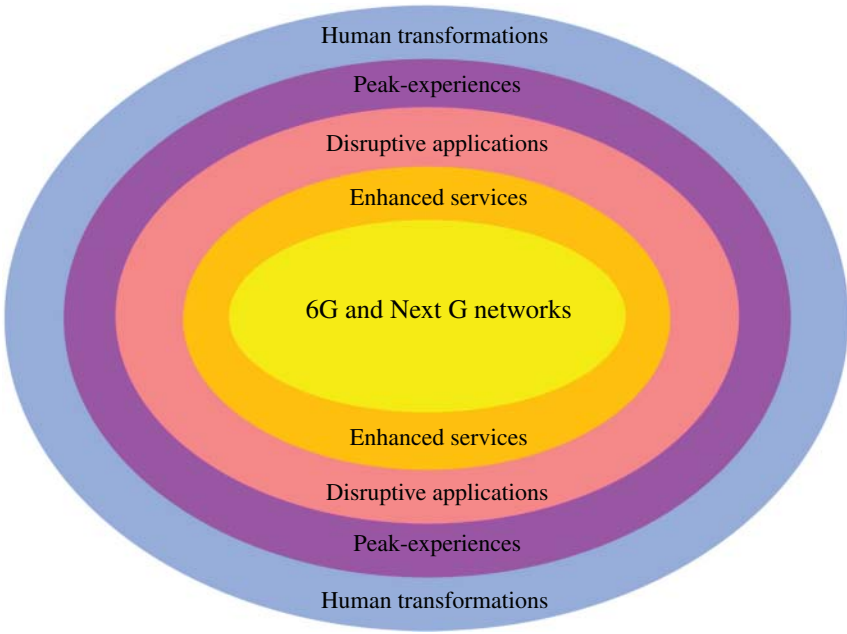 Human transformations
Peak-experiences
Disruptive applications
Enhanced services
6G and Next G networks
Enhanced services
Disruptive applications
Peak-experiences
Human transformations